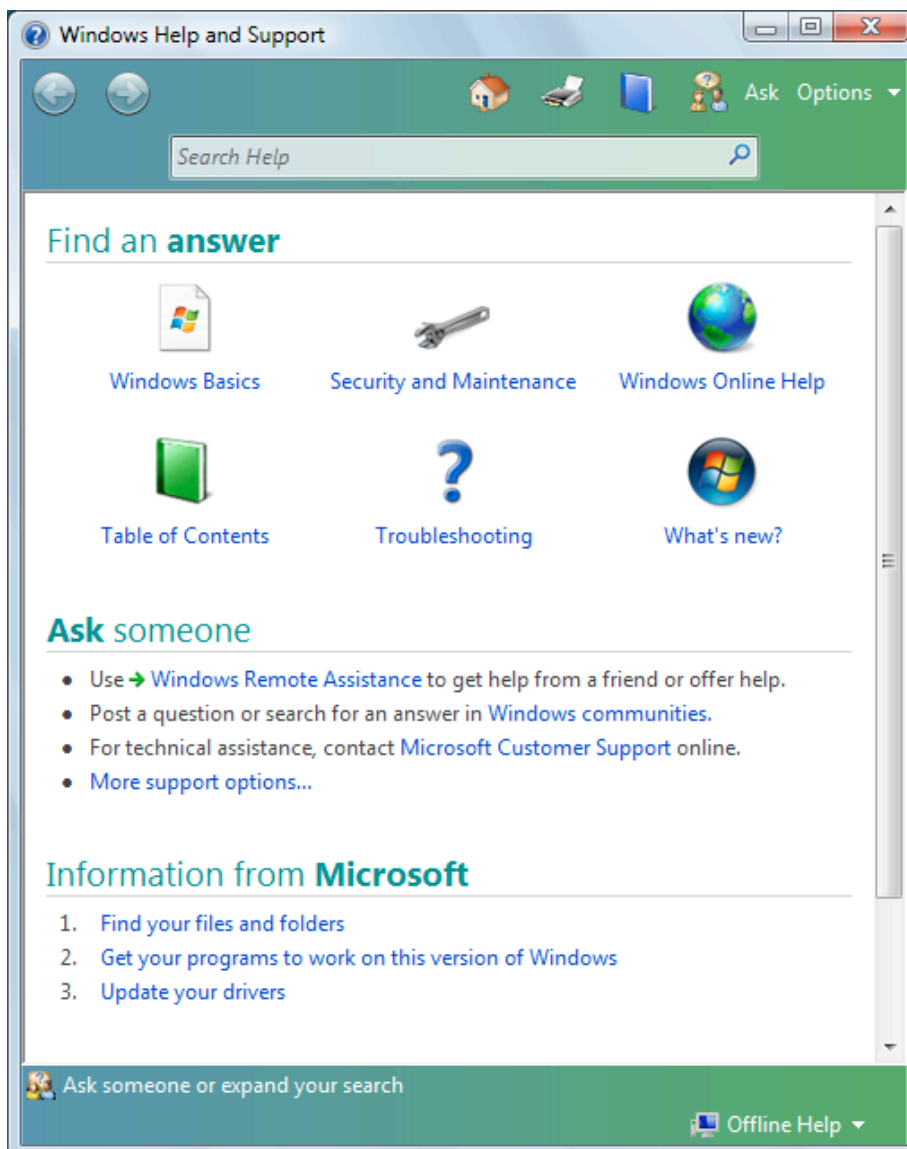 Windows Help and Support
Ask Options
Search Help
Find an answer
Windows Basics Security and Maintenance Windows Online Help
Table of Contents Troubleshooting What's new?
Ask someone
• Use → Windows Remote Assistance to get help from a friend or offer help.
• Post a question or search for an answer in Windows communities.
• For technical assistance, contact Microsoft Customer Support online.
• More support options...
Information from Microsoft
1. Find your files and folders
2. Get your programs to work on this version of Windows
3. Update your drivers
Ask someone or expand your search
Offline Help